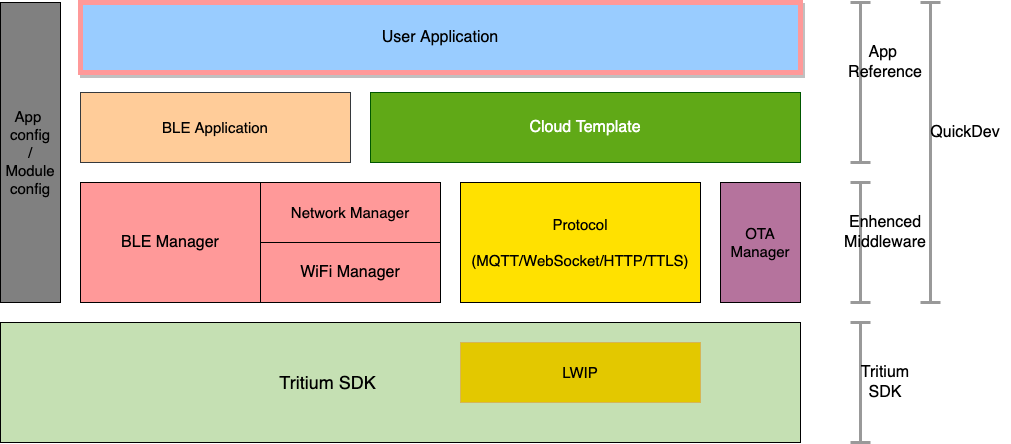 User Application
App
config
/
Module
config
BLE Application
Cloud Template
App
Reference
QuickDev
BLE Manager
Network Manager
WiFi Manager
Protocol
(MQTT/WebSocket/HTTP/TTLS)
OTA
Manager
Enhenced
Middleware
Tritium SDK
LWIP
Tritium
SDK